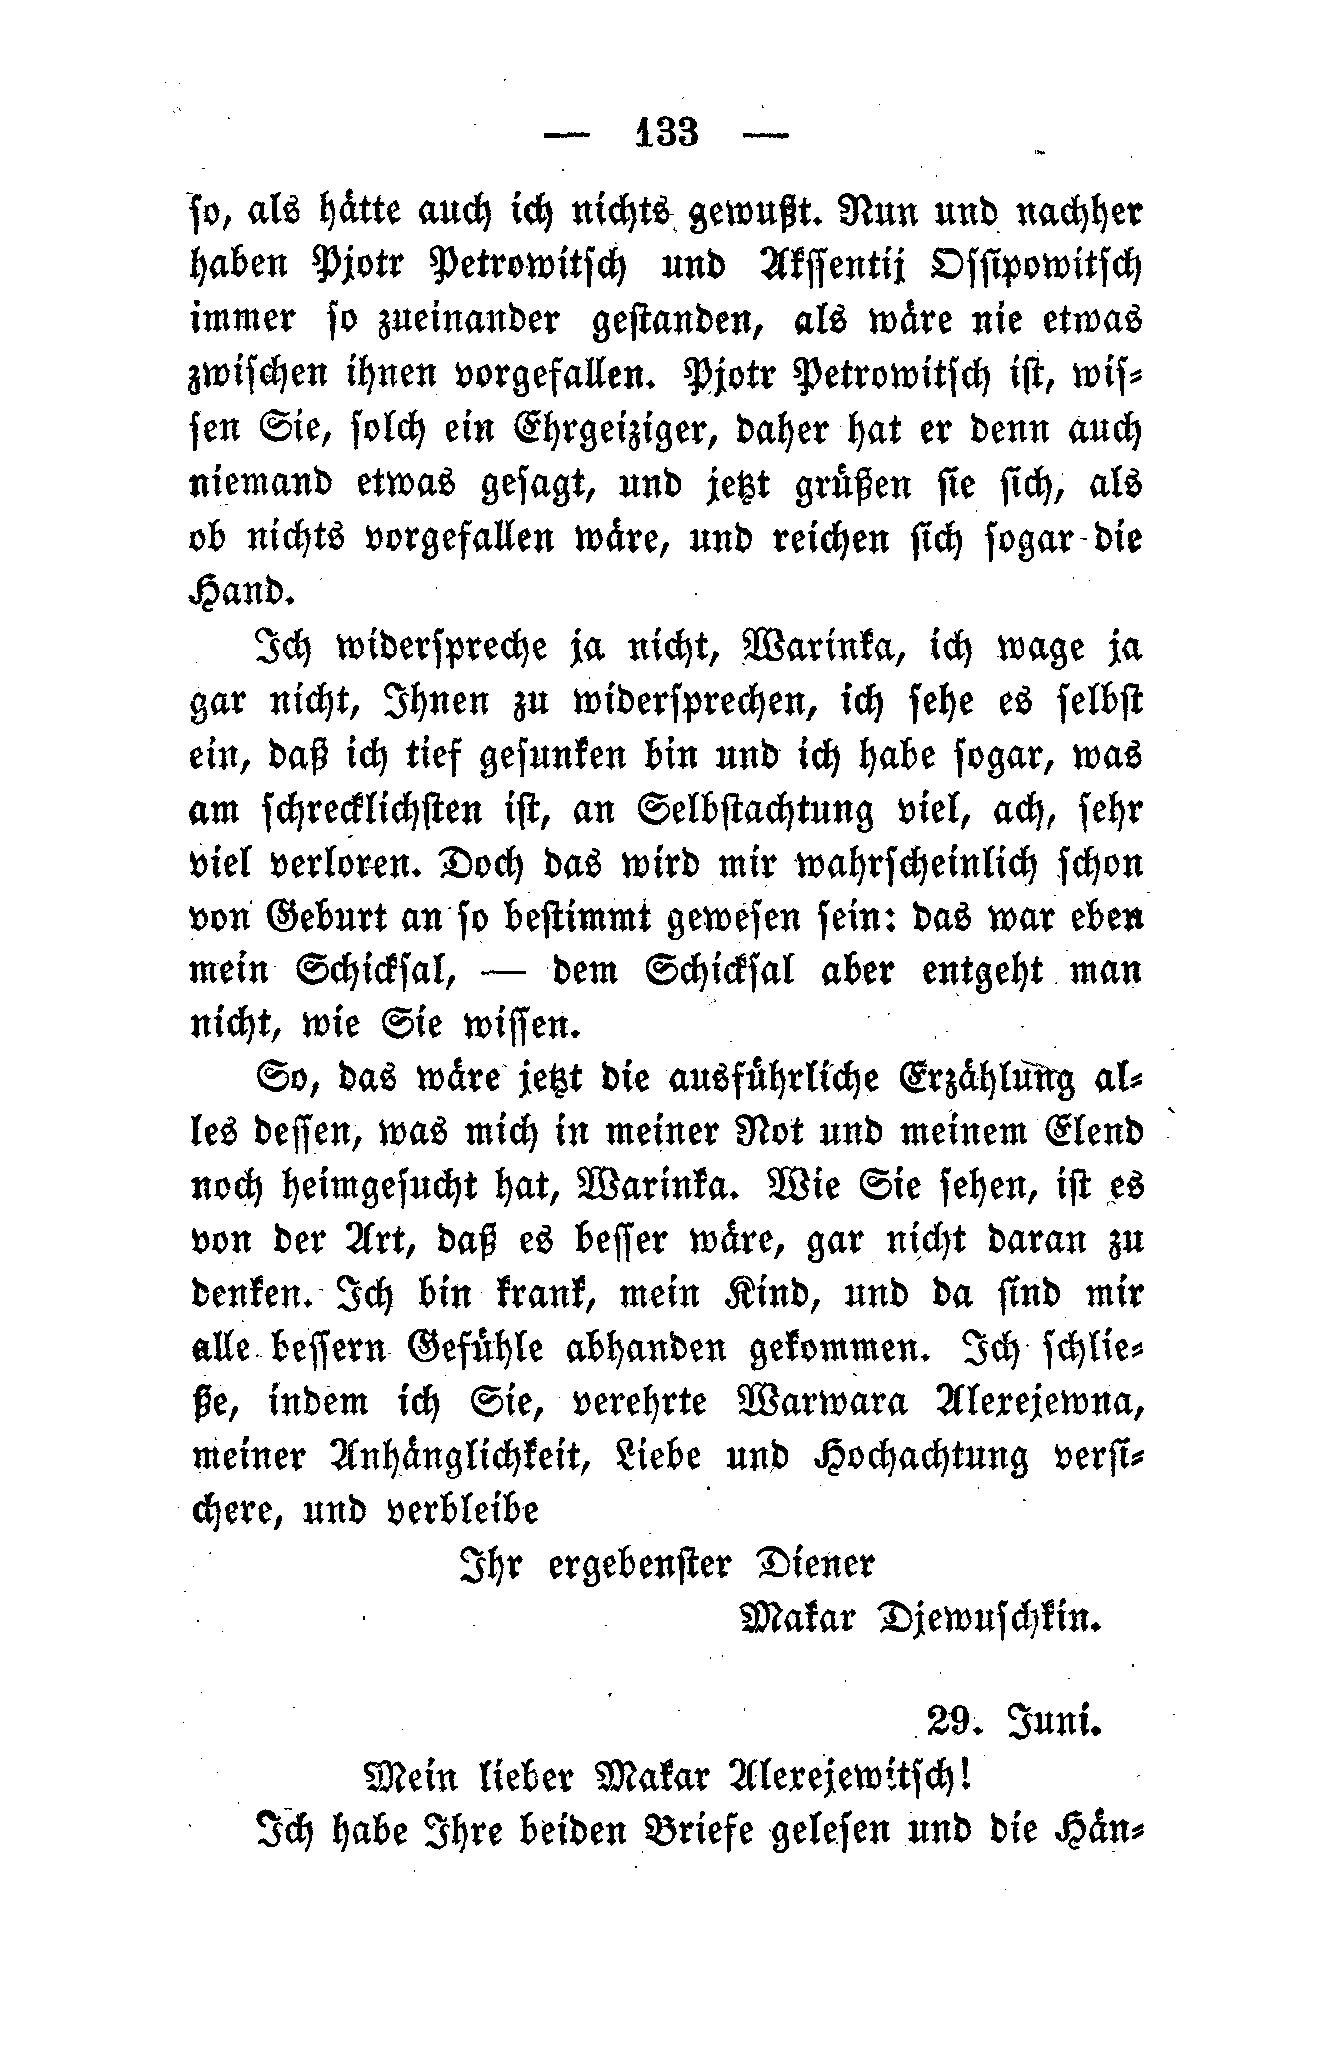 — 133 —
so, als hätte auch ich nichts gewußt. Nun und nachher
haben Pjotr Petrowitsch und Akssentij Ossipowitsch
immer so zueinander gestanden, als wäre nie etwas
zwischen ihnen vorgefallen. Pjotr Petrowitsch ist, wis-
sen Sie, solch ein Ehrgeiziger, daher hat er denn auch
niemand etwas gesagt, und jetzt grüßen sie sich, als
ob nichts vorgefallen wäre, und reichen sich sogar die
Hand.
Ich widerspreche ja nicht, Warinka, ich wage ja
gar nicht, Ihnen zu widersprechen, ich sehe es selbst
ein, daß ich tief gesunken bin und ich habe sogar, was
am schrecklichsten ist, an Selbstachtung viel, ach, sehr
viel verloren. Doch das wird mir wahrscheinlich schon
von Geburt an so bestimmt gewesen sein: das war eben
mein Schicksal, — dem Schicksal aber entgeht man
nicht, wie Sie wissen.
So, das wäre jetzt die ausführliche Erzählung al-
les dessen, was mich in meiner Not und meinem Elend
noch heimgesucht hat, Warinka. Wie Sie sehen, ist es
von der Art, daß es besser wäre, gar nicht daran zu
denken. Ich bin krank, mein Kind, und da sind mir
alle bessern Gefühle abhanden gekommen. Ich schlie-
ße, indem ich Sie, verehrte Warwara Alexejewna,
meiner Anhänglichkeit, Liebe und Hochachtung versi-
chere, und verbleibe
Ihr ergebenster Diener
Makar Djewuschkin.
29. Juni.
Mein lieber Makar Alexejewitsch!
Ich habe Ihre beiden Briefe gelesen und die Hän-